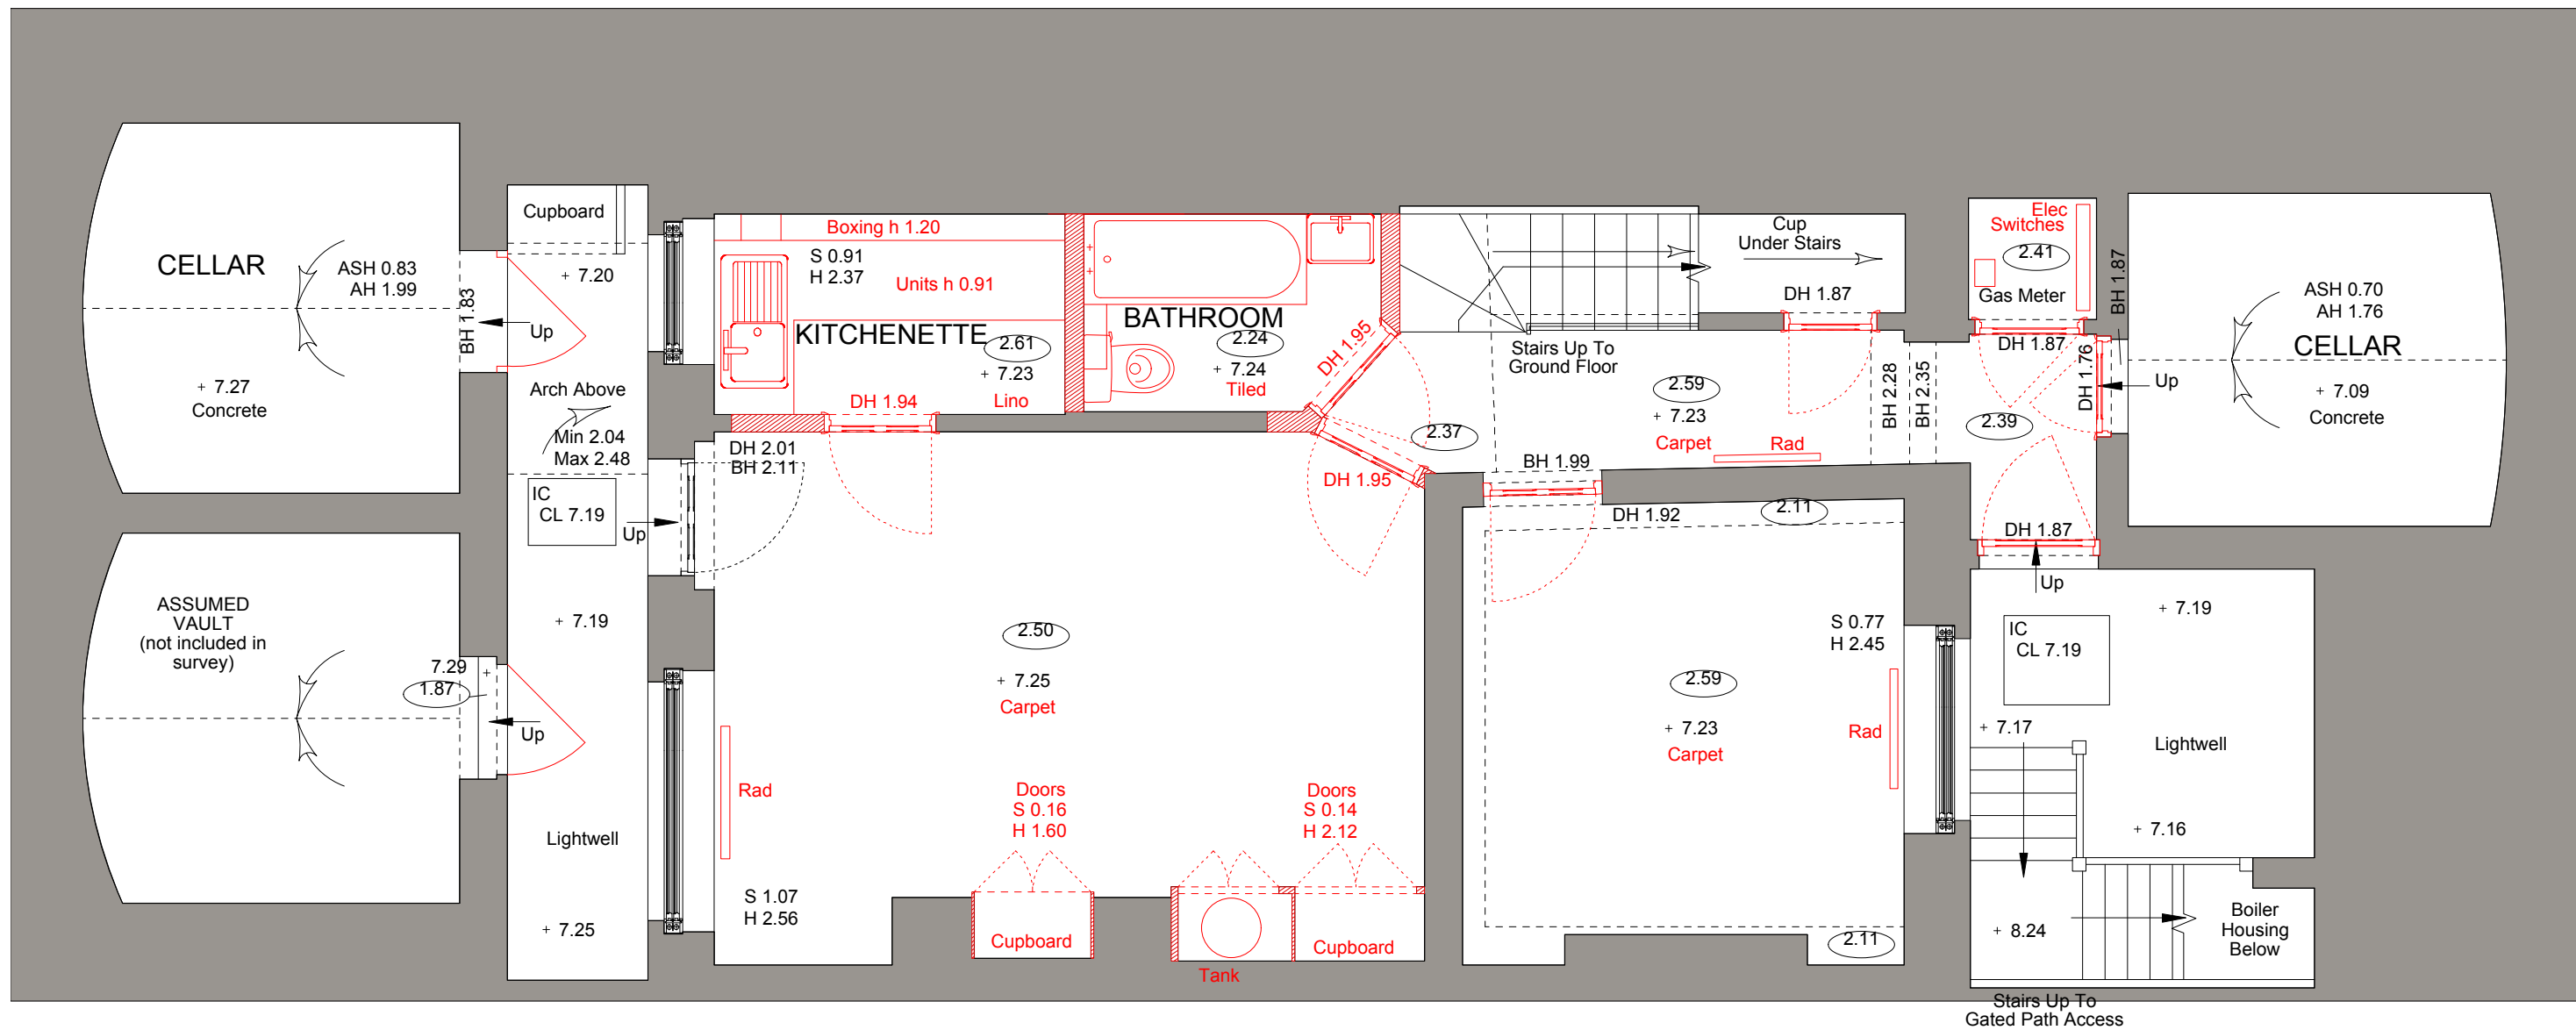 CELLAR
ASH 0.83
AH 1.99
+ 7.27
Concrete
BH 1.83
Up
Cupboard
+ 7.20
Arch Above
Min 2.04
Max 2.48
IC
CL 7.19
Up
+ 7.19
Lightwell
+ 7.25
ASSUMED
VAULT
(not included in
survey)
7.29
+
1.87
Up
Boxing h 1.20
S 0.91
H 2.37
Units h 0.91
KITCHENETTE
2.61
+ 7.23
Lino
DH 1.94
BATHROOM
2.24
+ 7.24
Tiled
DH 1.95
DH 1.95
DH 2.01
BH 2.11
2.50
+ 7.25
Carpet
Rad
S 1.07
H 2.56
Doors
S 0.16
H 1.60
Cupboard
Tank
Doors
S 0.14
H 2.12
Cupboard
Stairs Up To
Ground Floor
Cup
Under Stairs
DH 1.87
2.37
2.59
+ 7.23
Carpet
Rad
BH 2.28
BH 2.35
BH 1.99
DH 1.92
2.11
2.59
+ 7.23
Carpet
S 0.77
H 2.45
Rad
2.11
Elec
Switches
2.41
Gas Meter
DH 1.87
2.39
DH 1.76
BH 1.87
Up
DH 1.87
Up
ASH 0.70
AH 1.76
CELLAR
+ 7.09
Concrete
+ 7.19
IC
CL 7.19
+ 7.17
Lightwell
+ 7.16
+ 8.24
Boiler
Housing
Below
Stairs Up To
Gated Path Access